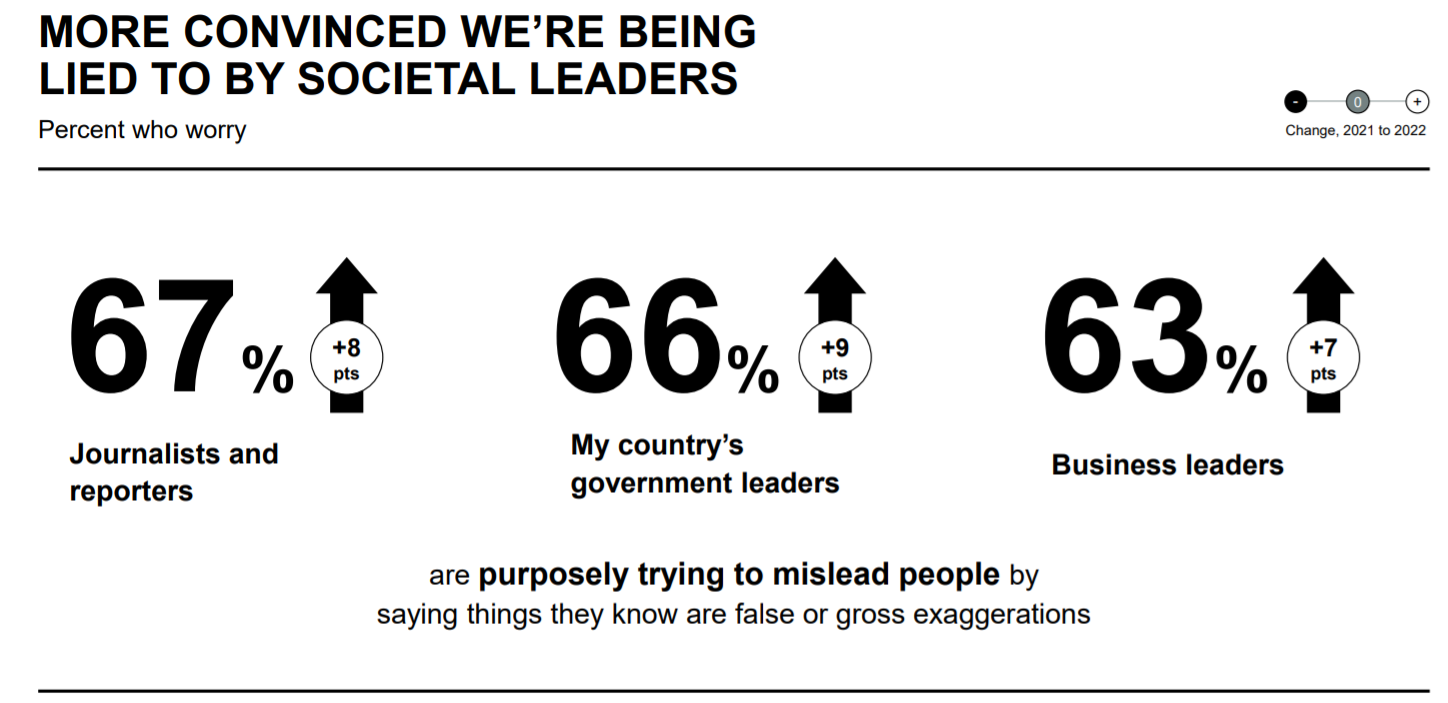 MORE CONVINCED WE’RE BEING
LIED TO BY SOCIETAL LEADERS
Percent who worry
- 0 +
Change, 2021 to 2022
67%
+8
pts
Journalists and
reporters
66%
+9
pts
My country’s
government leaders
63%
+7
pts
Business leaders
are purposely trying to mislead people by
saying things they know are false or gross exaggerations